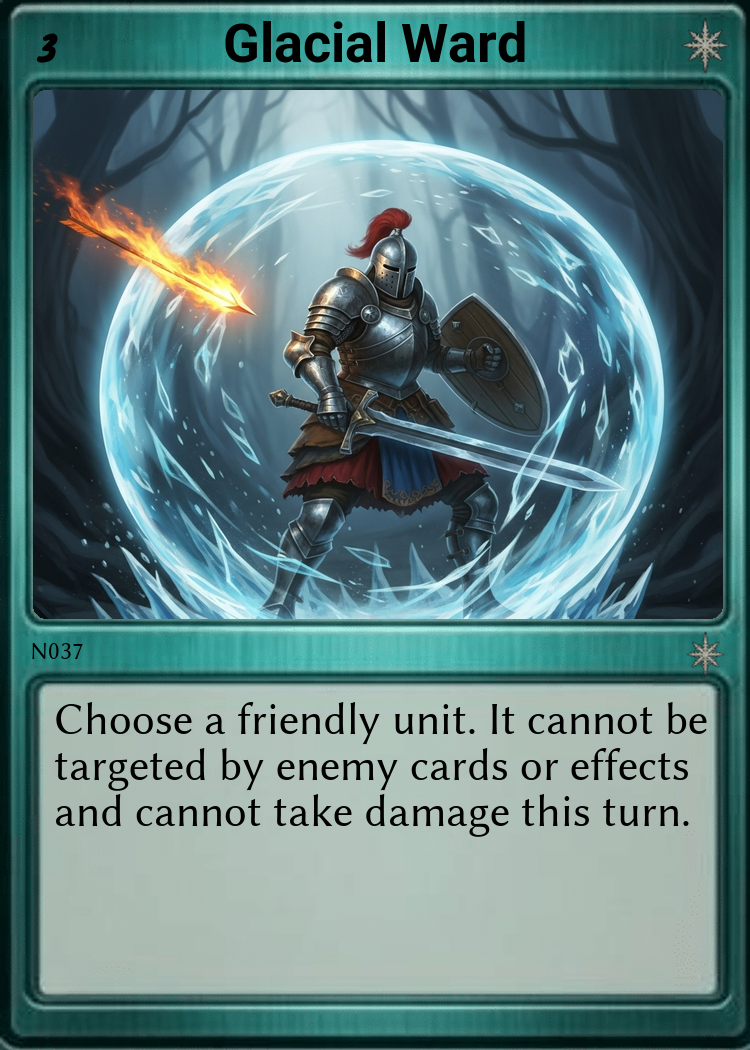 3
Glacial Ward
N037
Choose a friendly unit. It cannot be
targeted by enemy cards or effects
and cannot take damage this turn.